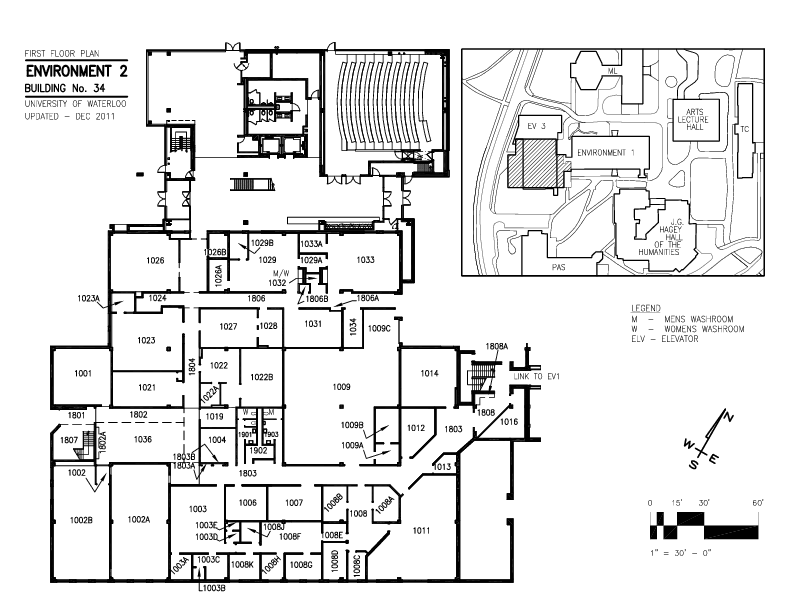 FIRST FLOOR PLAN
ENVIRONMENT 2
BUILDING No. 34
UNIVERSITY OF WATERLOO
UPDATED – DEC 2011
ML
ARTS
LECTURE
HALL
TC
EV 3
ENVIRONMENT 1
J.G.
HAGEY
HALL
OF THE
HUMANITIES
PAS
LEGEND
M – MENS WASHROOM
W – WOMENS WASHROOM
ELV – ELEVATOR
1026
1026B
1029B
1033A
1026A
1029
1029A
1033
M/W
1032
1023A
1024
1806
1806B
1806A
1023
1027
1028
1031
1034
1009C
1804
1808A
1001
1021
1022
1022B
1009
1014
LINK TO EV1
1022A
1801
1802
1019
W
M
1009B
1012
1803
1808
1016
1807
1802A
1036
1004
1901
1903
1902
1009A
1803B
1803A
1803
1013
1002
1002B
1002A
1003
1006
1007
1008B
1008
1008A
1003E
1003D
1008J
1008F
1008E
1011
1003A
1003C
1008K
1008H
1008G
1008D
1008C
1003B
N
W
E
S
0 15' 30' 60'
1" = 30' – 0"